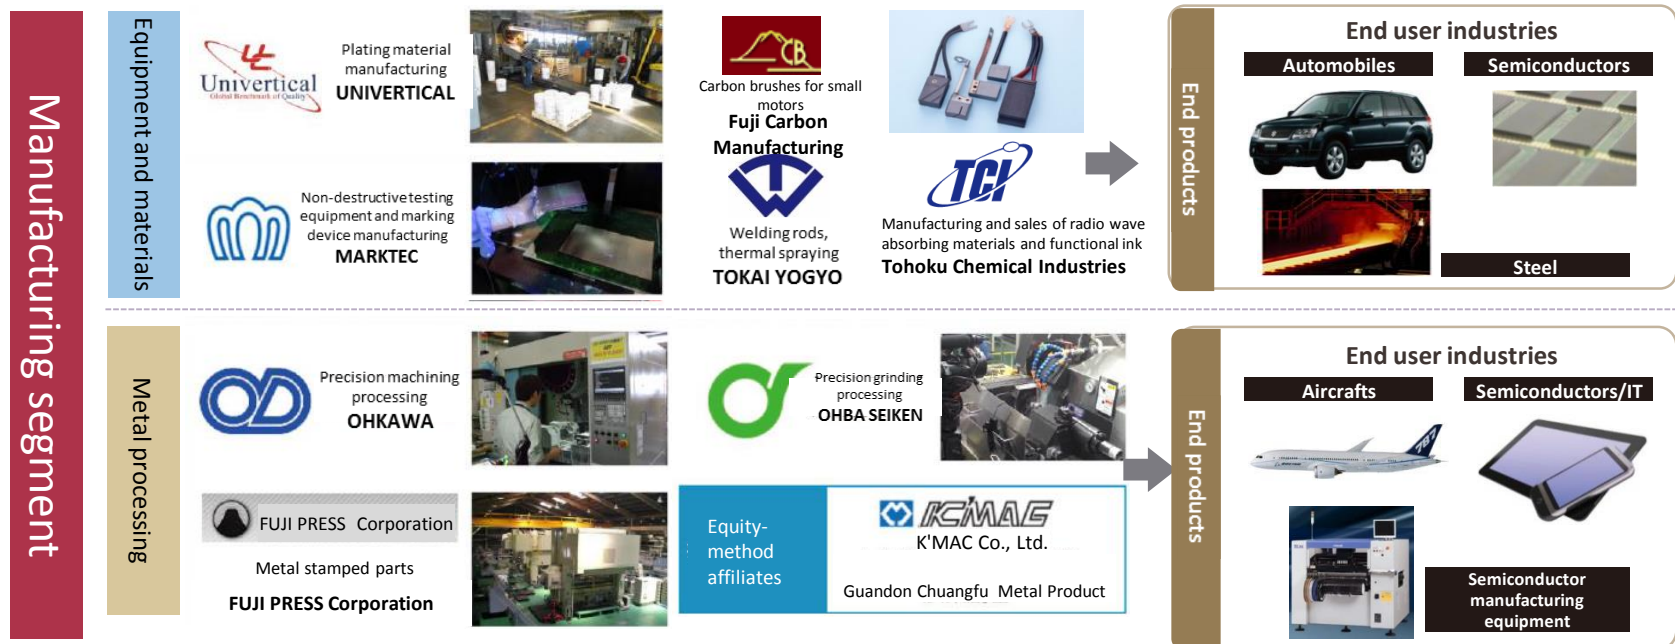 Manufacturing segment
Equipment and materials
Univertical
Global Benchmark of Quality
Plating material
manufacturing
UNIVERTICAL
CB
Carbon brushes for small
motors
Fuji Carbon
Manufacturing
Non-destructive testing
equipment and marking
device manufacturing
MARKTEC
Welding rods,
thermal spraying
TOKAI YOGYO
TCI
Manufacturing and sales of radio wave
absorbing materials and functional ink
Tohoku Chemical Industries
End products
End user industries
Automobiles
Semiconductors
Steel
Metal processing
Precision machining
processing
OHKAWA
Precision grinding
processing
OHBA SEIKEN
FUJI PRESS Corporation
Metal stamped parts
FUJI PRESS Corporation
Equity-
method
affiliates
K'MAC
K'MAC Co., Ltd.
Guandon Chuangfu Metal Product
End products
End user industries
Aircrafts
Semiconductors/IT
787
Semiconductor
manufacturing
equipment